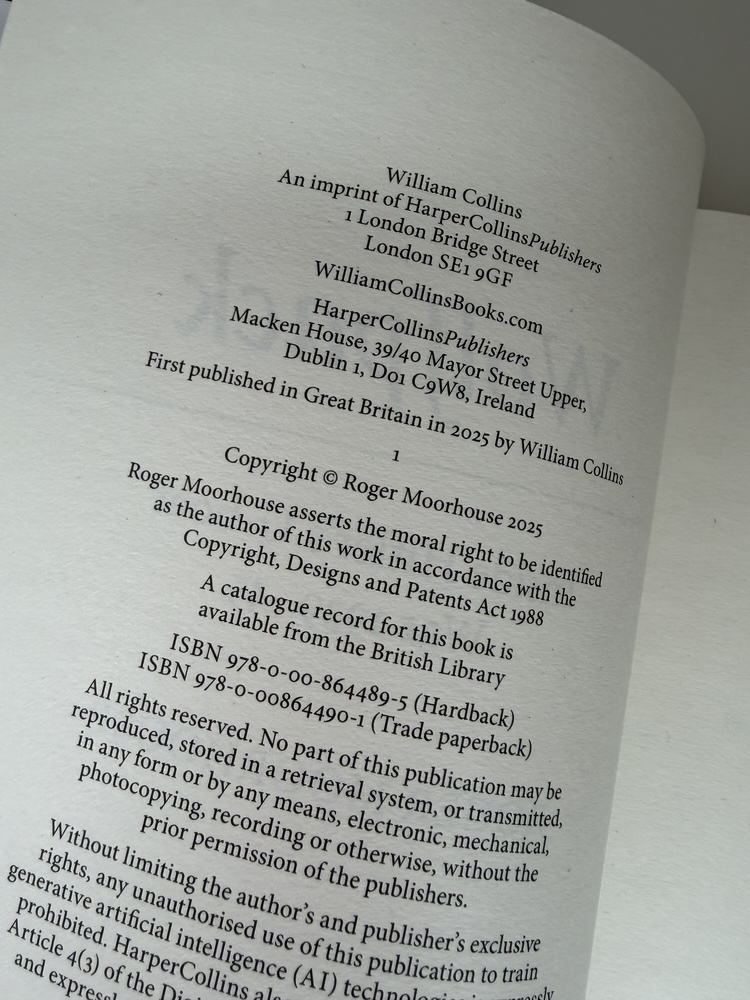 William Collins
An imprint of HarperCollinsPublishers
1 London Bridge Street
London SE1 9GF
WilliamCollinsBooks.com
HarperCollinsPublishers
Macken House, 39/40 Mayor Street Upper,
Dublin 1, D01 C9W8, Ireland
First published in Great Britain in 2025 by William Collins
1
Copyright © Roger Moorhouse 2025
Roger Moorhouse asserts the moral right to be identified
as the author of this work in accordance with the
Copyright, Designs and Patents Act 1988
A catalogue record for this book is
available from the British Library
ISBN 978-0-00-864489-5 (Hardback)
ISBN 978-0-00864490-1 (Trade paperback)
All rights reserved. No part of this publication may be
reproduced, stored in a retrieval system, or transmitted,
in any form or by any means, electronic, mechanical,
photocopying, recording or otherwise, without the
prior permission of the publishers.
Without limiting the author's and publisher's exclusive
rights, any unauthorised use of this publication to train
generative artificial intelligence (AI) technologies is expressly
prohibited. HarperCollins also
Article 4(3) of the
and